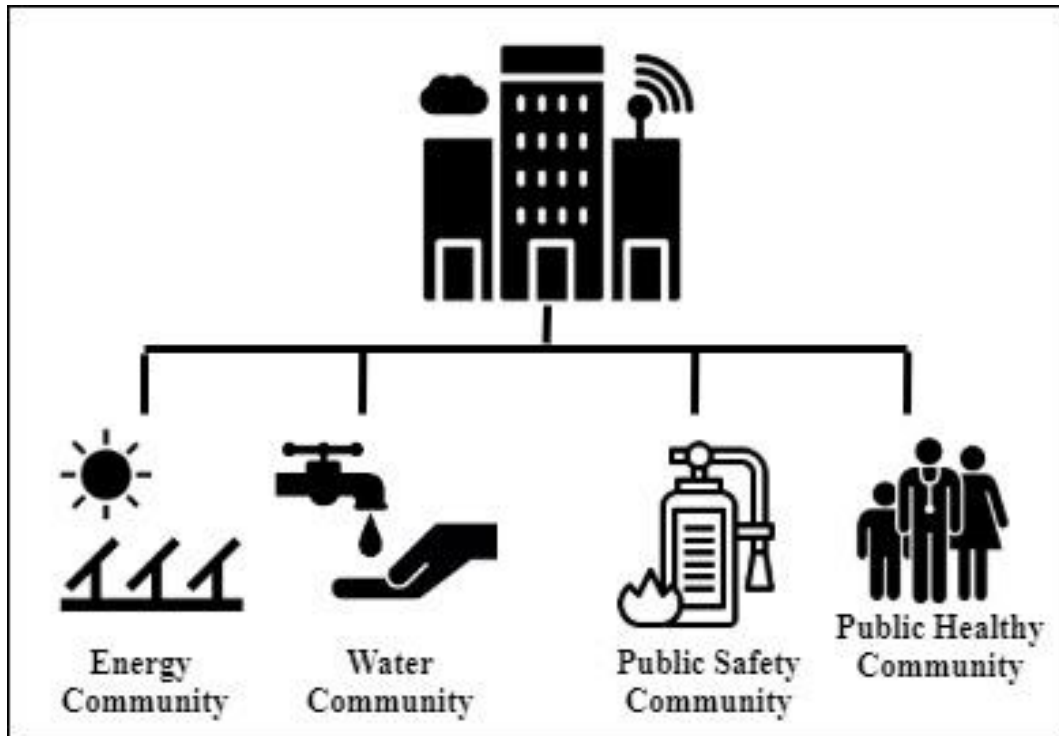 Energy
Community
Water
Community
Public Safety
Community
Public Healthy
Community